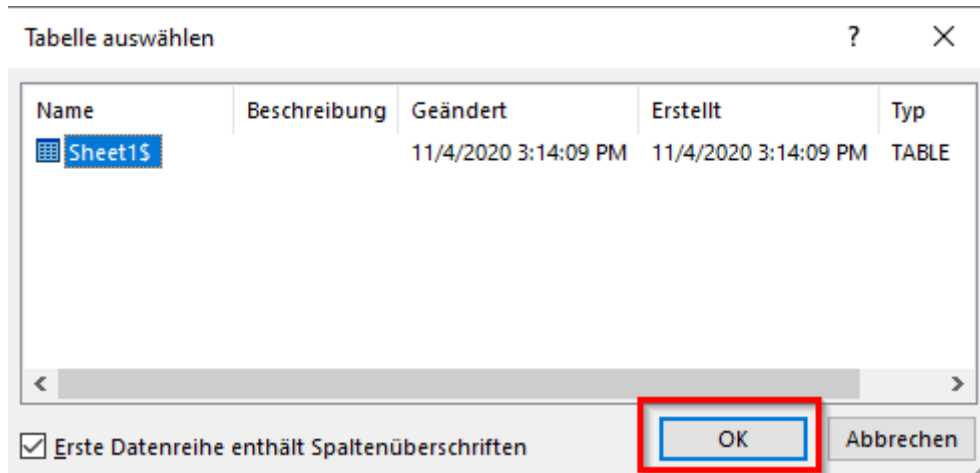 Tabelle auswählen ?
Name Beschreibung Geändert Erstellt Typ
Sheet1$ 11/4/2020 3:14:09 PM 11/4/2020 3:14:09 PM TABLE
Erste Datenreihe enthält Spaltenüberschriften OK Abbrechen